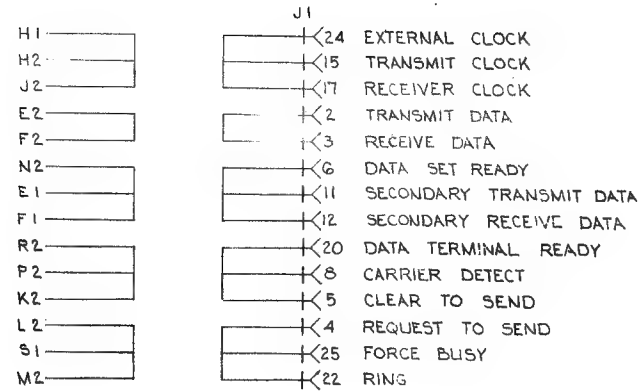 J1
H1 24 EXTERNAL CLOCK
H2 15 TRANSMIT CLOCK
J2 17 RECEIVER CLOCK
E2 2 TRANSMIT DATA
F2 3 RECEIVE DATA
N2 6 DATA SET READY
E1 11 SECONDARY TRANSMIT DATA
F1 12 SECONDARY RECEIVE DATA
R2 20 DATA TERMINAL READY
P2 8 CARRIER DETECT
K2 5 CLEAR TO SEND
L2 4 REQUEST TO SEND
S1 25 FORCE BUSY
M2 22 RING